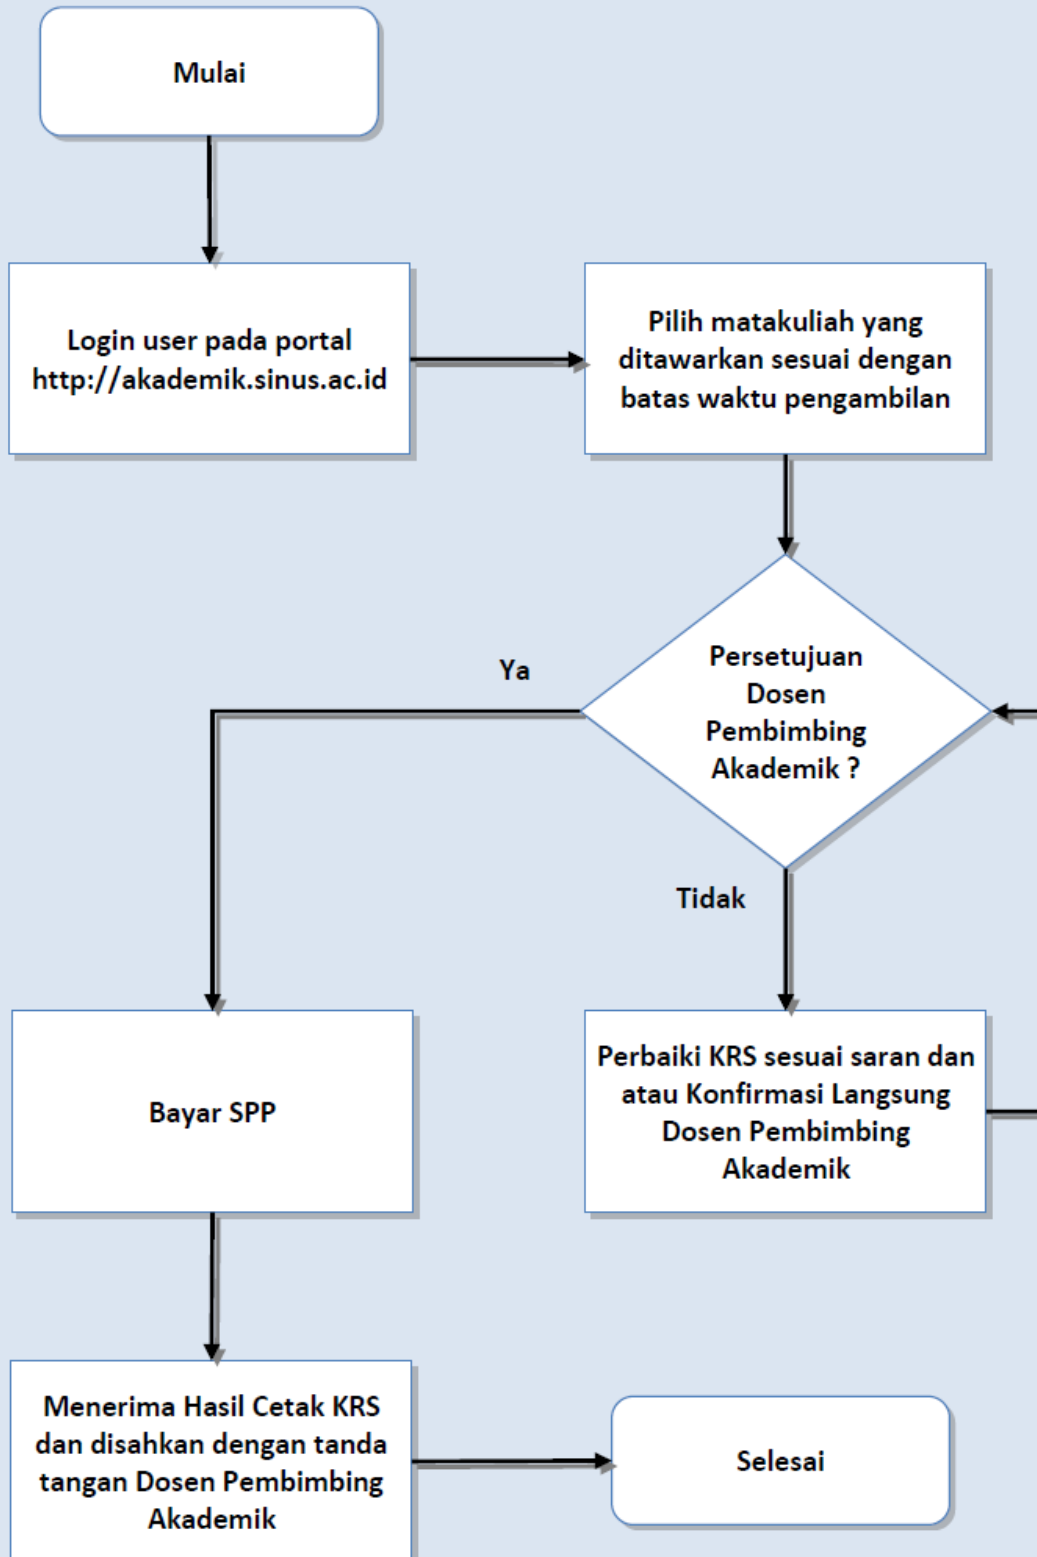 Mulai
Login user pada portal
http://akademik.sinus.ac.id
Pilih matakuliah yang
ditawarkan sesuai dengan
batas waktu pengambilan
Persetujuan
Dosen
Pembimbing
Akademik ?
Ya
Tidak
Bayar SPP
Perbaiki KRS sesuai saran dan
atau Konfirmasi Langsung
Dosen Pembimbing
Akademik
Menerima Hasil Cetak KRS
dan disahkan dengan tanda
tangan Dosen Pembimbing
Akademik
Selesai